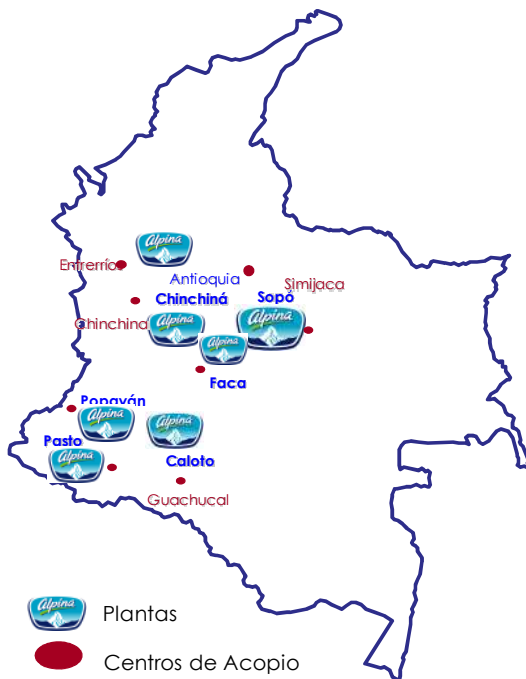 alpina
Entrerríos
Antioquia
Simijaca
Chinchiná
Sopó
Chinchina
alpina
alpina
alpina
Faca
Popayán
alpina
alpina
Pasto
alpina
Caloto
Guachucal
alpina
Plantas
Centros de Acopio